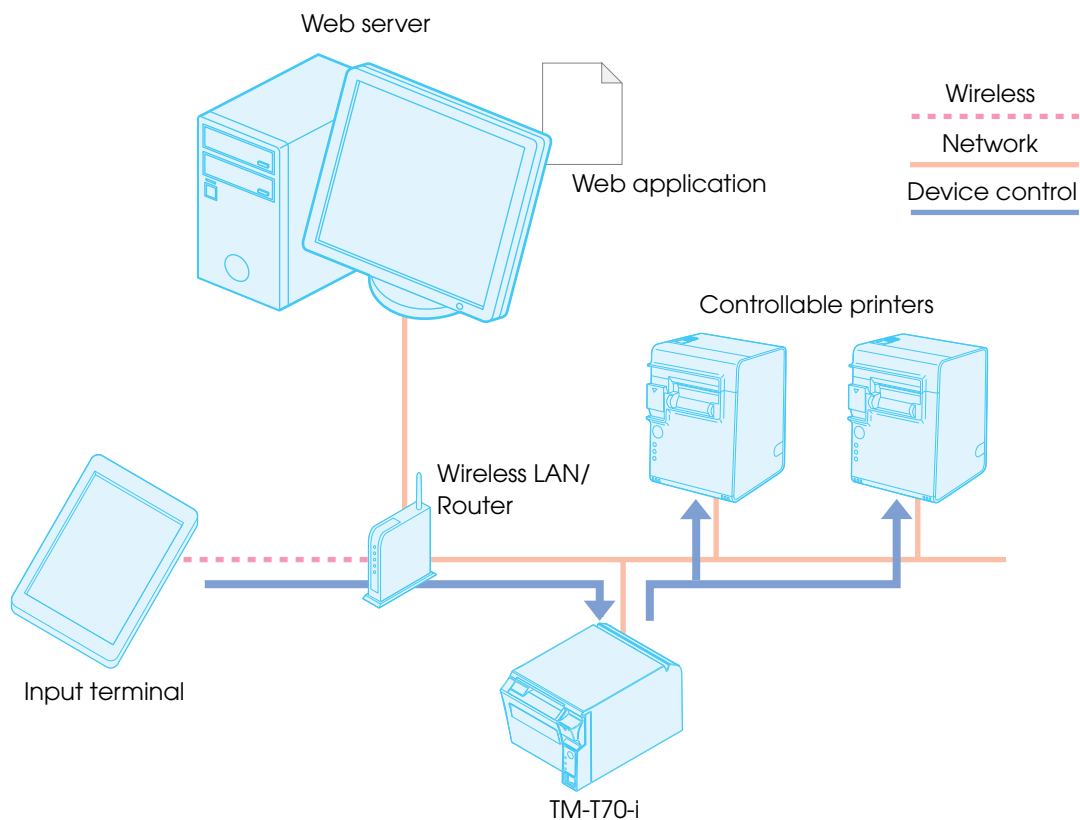 Web server
Web application
Wireless
Network
Device control
Controllable printers
Wireless LAN/
Router
Input terminal
TM-T70-i